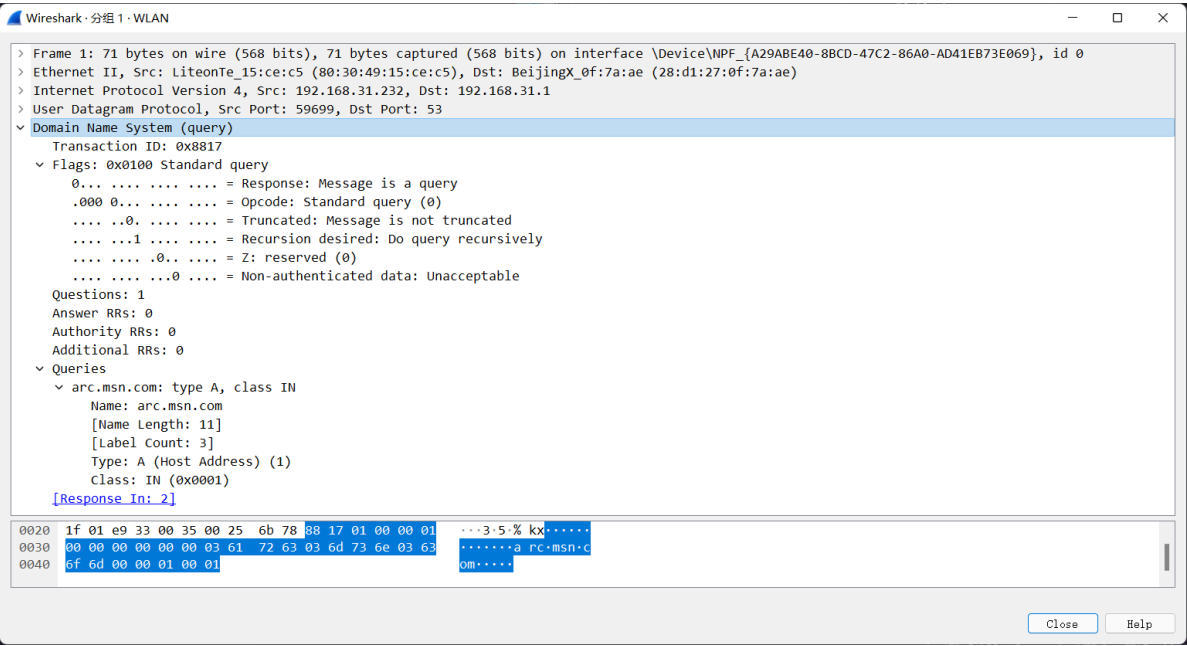 Wireshark · 分组 1 · WLAN
Frame 1: 71 bytes on wire (568 bits), 71 bytes captured (568 bits) on interface \Device\NPF_{A29ABE40-8BCD-47C2-86A0-AD41EB73E069}, id 0
Ethernet II, Src: LiteonTe_15:ce:c5 (80:30:49:15:ce:c5), Dst: BeijingX_0f:7a:ae (28:d1:27:0f:7a:ae)
Internet Protocol Version 4, Src: 192.168.31.232, Dst: 192.168.31.1
User Datagram Protocol, Src Port: 59699, Dst Port: 53
Domain Name System (query)
Transaction ID: 0x8817
Flags: 0x0100 Standard query
0... .... .... .... = Response: Message is a query
.000 0... .... .... = Opcode: Standard query (0)
.... ..0. .... .... = Truncated: Message is not truncated
.... ...1 .... .... = Recursion desired: Do query recursively
.... .... .0.. .... = Z: reserved (0)
.... .... ...0 .... = Non-authenticated data: Unacceptable
Questions: 1
Answer RRs: 0
Authority RRs: 0
Additional RRs: 0
Queries
arc.msn.com: type A, class IN
Name: arc.msn.com
[Name Length: 11]
[Label Count: 3]
Type: A (Host Address) (1)
Class: IN (0x0001)
[Response In: 2]
0020 1f 01 e9 33 00 35 00 25 6b 78 88 17 01 00 00 01 ···3·5·% kx······
0030 00 00 00 00 00 00 03 61 72 63 03 6d 73 6e 03 63 ·······a rc·msn·c
0040 6f 6d 00 00 01 00 01 om·····
Close Help